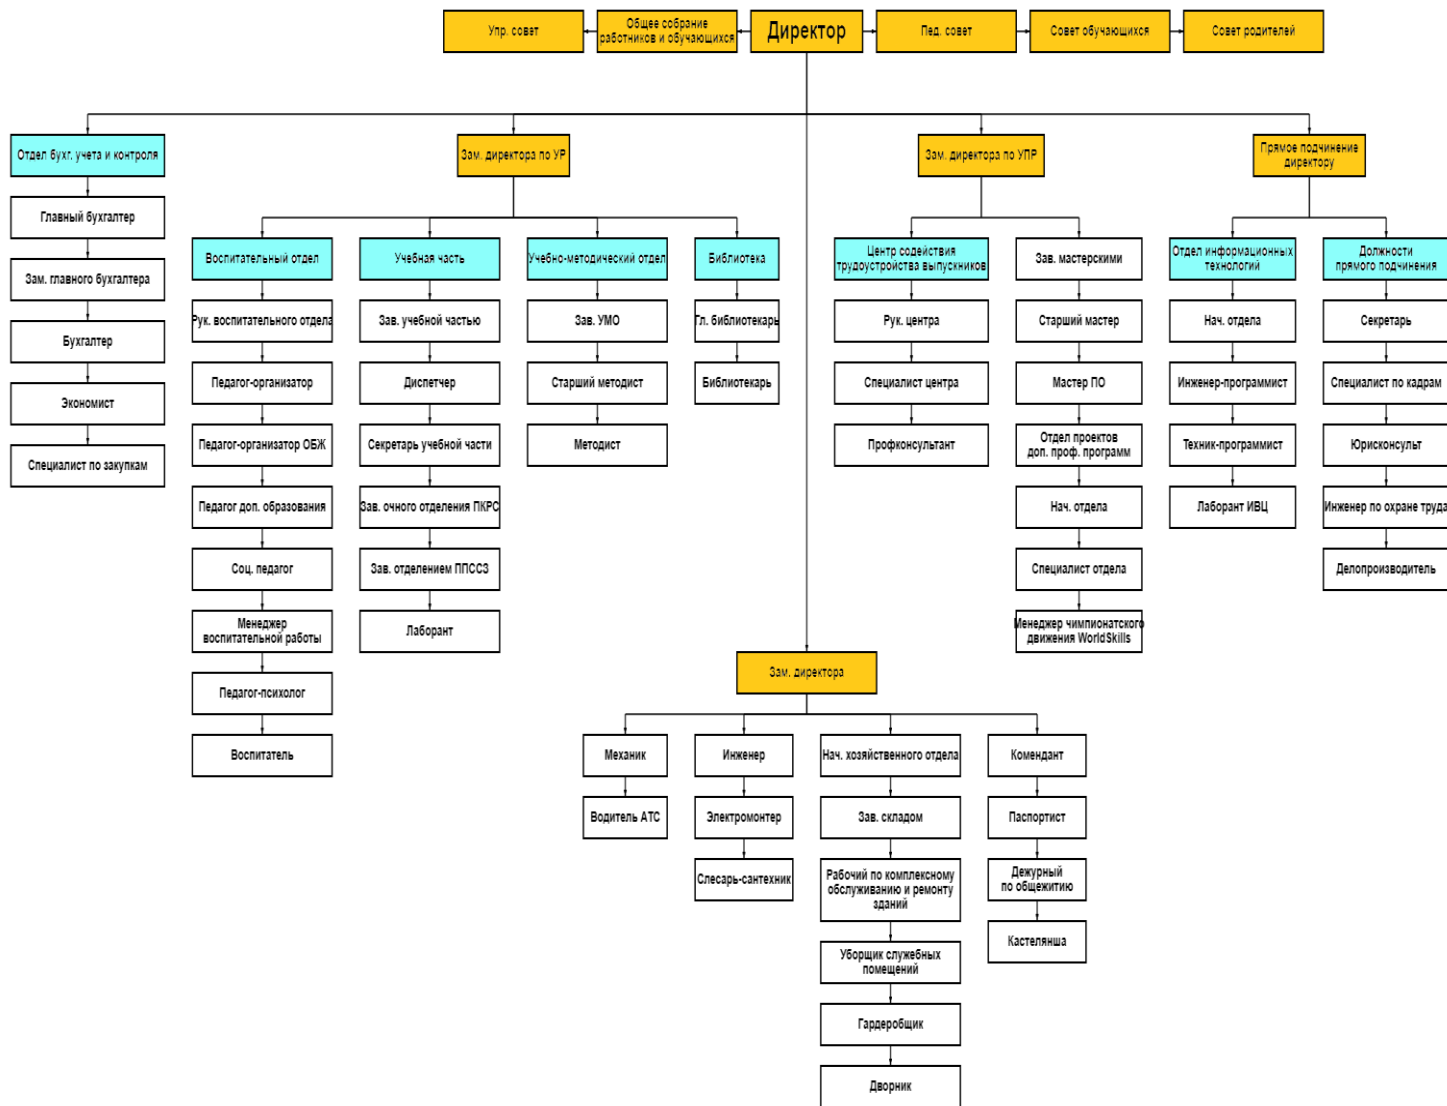 Упр. совет
Общее собрание
работников и обучающихся
Директор
Пед. совет
Совет обучающихся
Совет родителей
Отдел бухг. учета и контроля
Главный бухгалтер
Зам. главного бухгалтера
Бухгалтер
Экономист
Специалист по закупкам
Зам. директора по УР
Воспитательный отдел
Рук. воспитательного отдела
Педагог-организатор
Педагог-организатор ОБЖ
Педагог доп. образования
Соц. педагог
Менеджер
воспитательной работы
Педагог-психолог
Воспитатель
Учебная часть
Зав. учебной частью
Диспетчер
Секретарь учебной части
Зав. очного отделения ПКРС
Зав. отделением ППССЗ
Лаборант
Учебно-методический отдел
Зав. УМО
Старший методист
Методист
Библиотека
Гл. библиотекарь
Библиотекарь
Зам. директора по УПР
Центр содействия
трудоустройства выпускников
Рук. центра
Специалист центра
Профконсультант
Зав. мастерскими
Старший мастер
Мастер ПО
Отдел проектов
доп. проф. программ
Нач. отдела
Специалист отдела
Менеджер чимпионатского
движения WorldSkills
Прямое подчинение
директору
Отдел информационных
технологий
Нач. отдела
Инженер-программист
Техник-программист
Лаборант ИВЦ
Должности
прямого подчинения
Секретарь
Специалист по кадрам
Юрисконсульт
Инженер по охране труда
Делопроизводитель
Зам. директора
Механик
Водитель АТС
Инженер
Электромонтер
Слесарь-сантехник
Нач. хозяйственного отдела
Зав. складом
Рабочий по комплексному
обслуживанию и ремонту
зданий
Уборщик служебных
помещений
Гардеробщик
Дворник
Комендант
Паспортист
Дежурный
по общежитию
Кастелянша